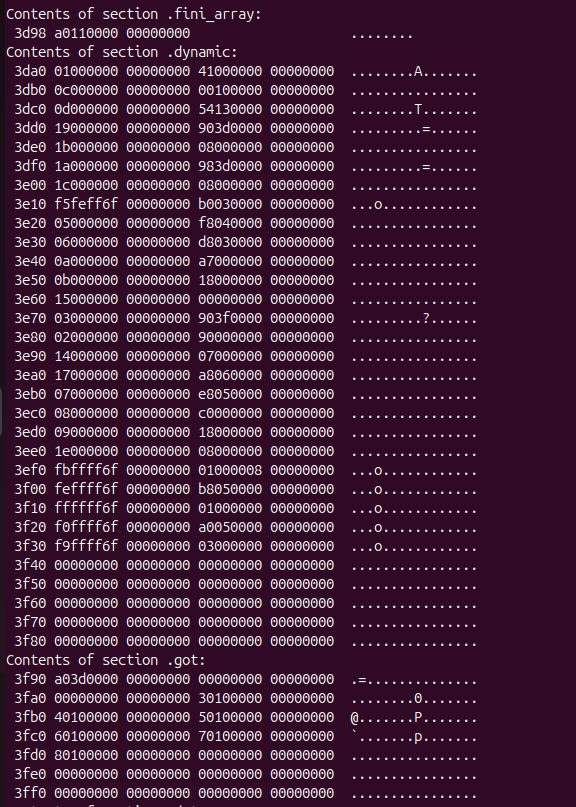 Contents of section .fini_array:
 3d98 a0110000 00000000                    ........
Contents of section .dynamic:
 3da0 01000000 00000000 41000000 00000000  ........A.......
 3db0 0c000000 00000000 00100000 00000000  ................
 3dc0 0d000000 00000000 54130000 00000000  ........T.......
 3dd0 19000000 00000000 903d0000 00000000  .........=......
 3de0 1b000000 00000000 08000000 00000000  ................
 3df0 1a000000 00000000 983d0000 00000000  .........=......
 3e00 1c000000 00000000 08000000 00000000  ................
 3e10 f5feff6f 00000000 b0030000 00000000  ...o............
 3e20 05000000 00000000 f8040000 00000000  ................
 3e30 06000000 00000000 d8030000 00000000  ................
 3e40 0a000000 00000000 a7000000 00000000  ................
 3e50 0b000000 00000000 18000000 00000000  ................
 3e60 15000000 00000000 00000000 00000000  ................
 3e70 03000000 00000000 903f0000 00000000  .........?......
 3e80 02000000 00000000 90000000 00000000  ................
 3e90 14000000 00000000 07000000 00000000  ................
 3ea0 17000000 00000000 a8060000 00000000  ................
 3eb0 07000000 00000000 e8050000 00000000  ................
 3ec0 08000000 00000000 c0000000 00000000  ................
 3ed0 09000000 00000000 18000000 00000000  ................
 3ee0 1e000000 00000000 08000000 00000000  ................
 3ef0 fbffff6f 00000000 01000008 00000000  ...o............
 3f00 feffff6f 00000000 b8050000 00000000  ...o............
 3f10 ffffff6f 00000000 01000000 00000000  ...o............
 3f20 f0ffff6f 00000000 a0050000 00000000  ...o............
 3f30 f9ffff6f 00000000 03000000 00000000  ...o............
 3f40 00000000 00000000 00000000 00000000  ................
 3f50 00000000 00000000 00000000 00000000  ................
 3f60 00000000 00000000 00000000 00000000  ................
 3f70 00000000 00000000 00000000 00000000  ................
 3f80 00000000 00000000 00000000 00000000  ................
Contents of section .got:
 3f90 a03d0000 00000000 00000000 00000000  .=..............
 3fa0 00000000 00000000 30100000 00000000  ........0.......
 3fb0 40100000 00000000 50100000 00000000  @.......P.......
 3fc0 60100000 00000000 70100000 00000000  `.......p.......
 3fd0 80100000 00000000 00000000 00000000  ................
 3fe0 00000000 00000000 00000000 00000000  ................
 3ff0 00000000 00000000 00000000 00000000  ................